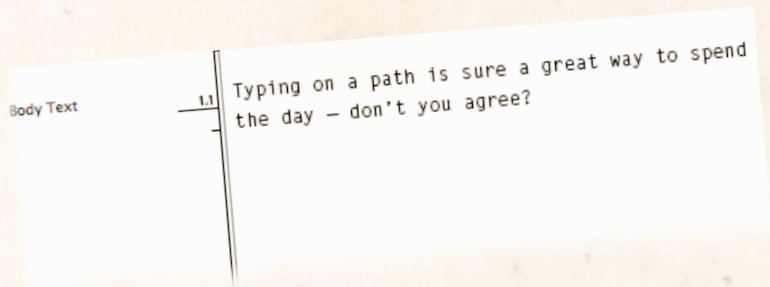 Body Text
1.1
Typing on a path is sure a great way to spend
the day – don't you agree?